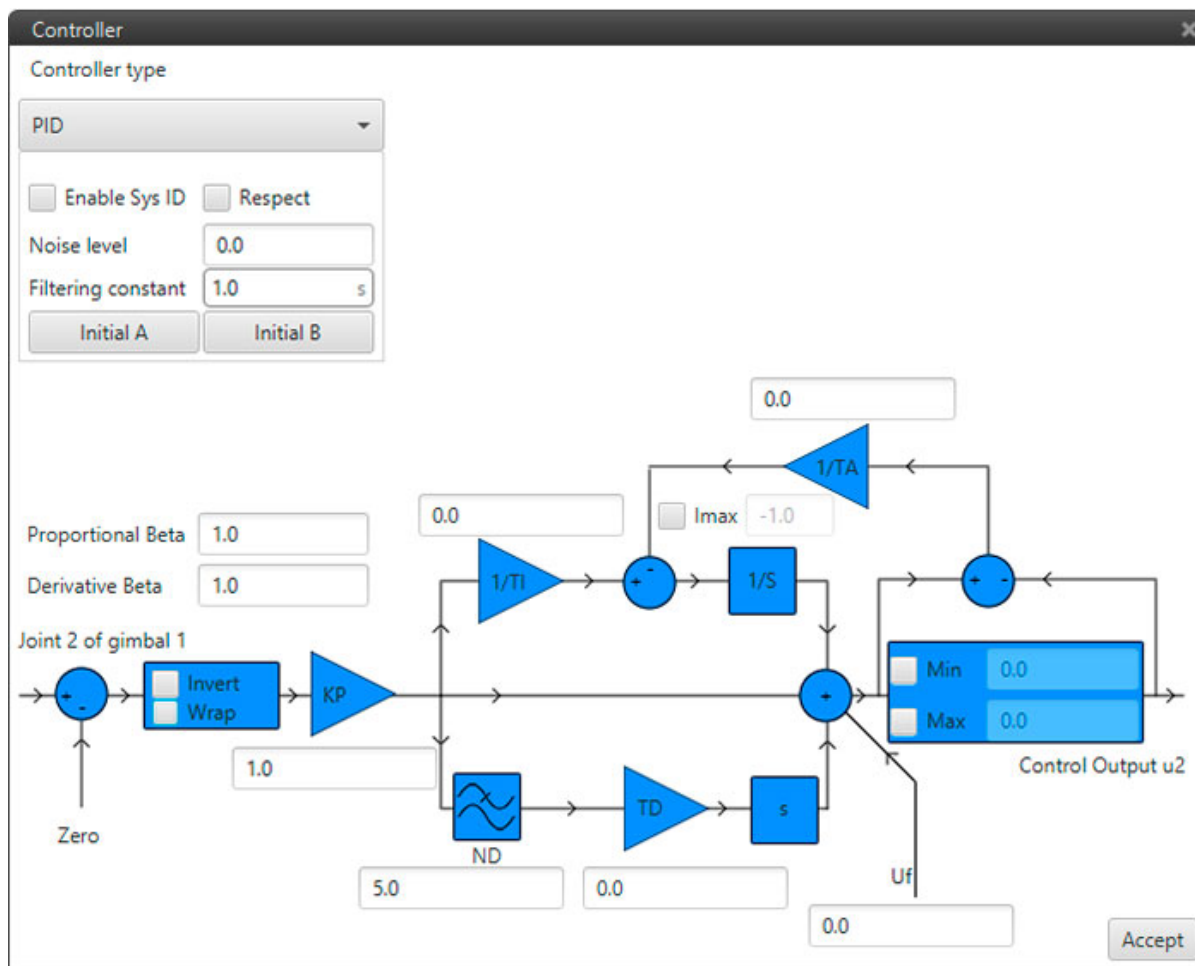 Controller
Controller type
PID
Enable Sys ID Respect
Noise level 0.0
Filtering constant 1.0 s
Initial A Initial B
0.0
1/TA
0.0
Imax -1.0
Proportional Beta 1.0
+ -
+ -
1/TI
1/S
Derivative Beta 1.0
Joint 2 of gimbal 1
Invert
Wrap
+ -
KP
+
Min 0.0
Max 0.0
1.0
Control Output u2
TD
s
Zero
ND
Uf
5.0
0.0
0.0
Accept